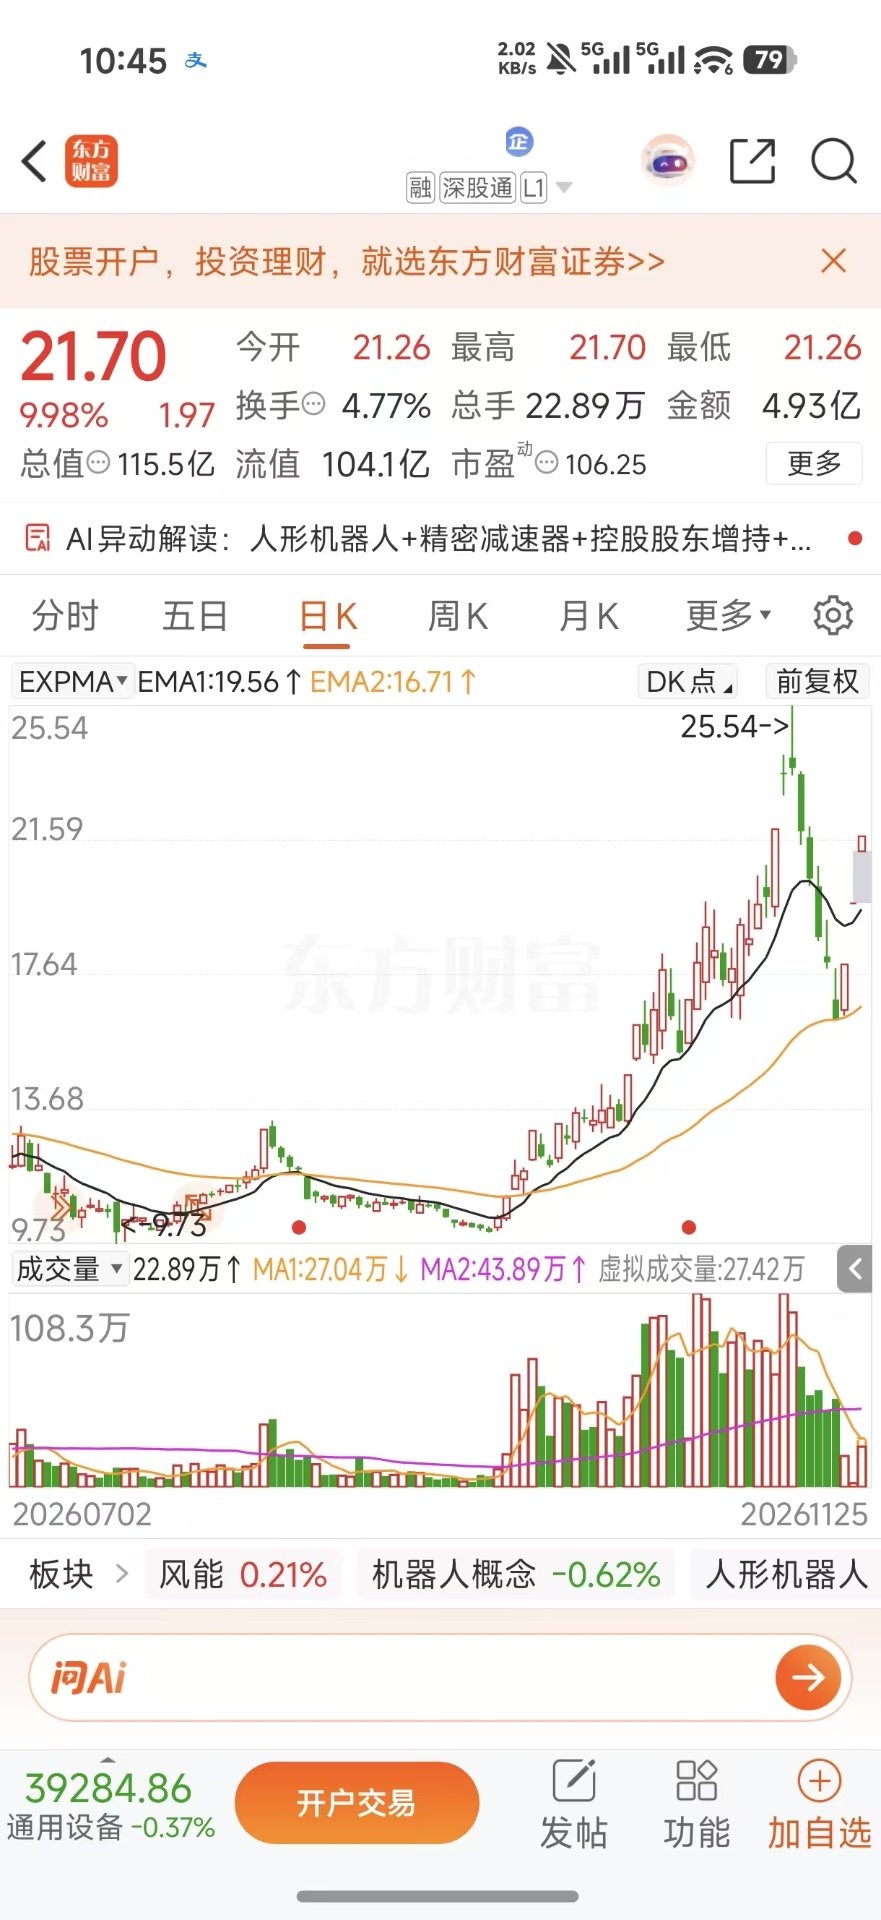 10:45 支 2.02 KB/s 5G 5G 6 79
东方财富
企
融 深股通 L1
股票开户，投资理财，就选东方财富证券>>
21.70 今开 21.26 最高 21.70 最低 21.26
9.98% 1.97 换手 4.77% 总手 22.89万 金额 4.93亿
总值 115.5亿 流值 104.1亿 市盈动 106.25 更多
AI AI异动解读：人形机器人+精密减速器+控股股东增持+...
分时 五日 日K 周K 月K 更多
EXPMA EMA1:19.56↑ EMA2:16.71↑ DK点 前复权
25.54 25.54->
21.59
东方财富
17.64
13.68
9.73 <-9.73
成交量 22.89万↑ MA1:27.04万↓ MA2:43.89万↑ 虚拟成交量:27.42万
108.3万
20260702 20261125
板块 风能 0.21% 机器人概念 -0.62% 人形机器人
问Ai
39284.86
通用设备 -0.37% 开户交易 发帖 功能 加自选